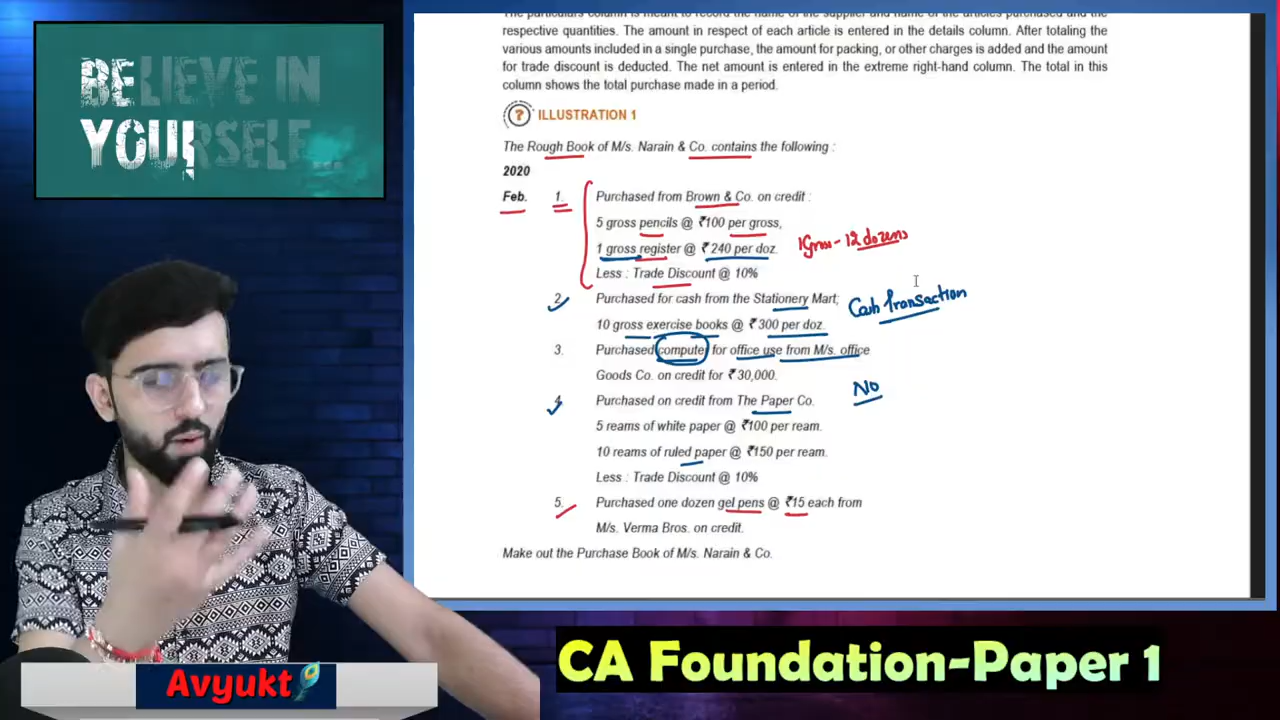 BELIEVE IN
YOURSELF...
The particulars column is meant to record the name of the supplier and name of the articles purchased and the
respective quantities. The amount in respect of each article is entered in the details column. After totaling the
various amounts included in a single purchase, the amount for packing, or other charges is added and the amount
for trade discount is deducted. The net amount is entered in the extreme right-hand column. The total in this
column shows the total purchase made in a period.
? ILLUSTRATION 1
The Rough Book of M/s. Narain & Co. contains the following :
2020
Feb. 1. Purchased from Brown & Co. on credit :
5 gross pencils @ ₹100 per gross,
1 gross register @ ₹ 240 per doz. 1Gross - 12 dozens
Less : Trade Discount @ 10%
2. Purchased for cash from the Stationery Mart; Cash Transaction
10 gross exercise books @ ₹ 300 per doz.
3. Purchased compute for office use from M/s. office
Goods Co. on credit for ₹ 30,000. No
4. Purchased on credit from The Paper Co.
5 reams of white paper @ ₹100 per ream.
10 reams of ruled paper @ ₹150 per ream.
Less : Trade Discount @ 10%
5. Purchased one dozen gel pens @ ₹15 each from
M/s. Verma Bros. on credit.
Make out the Purchase Book of M/s. Narain & Co.
CA Foundation-Paper 1
Avyukt